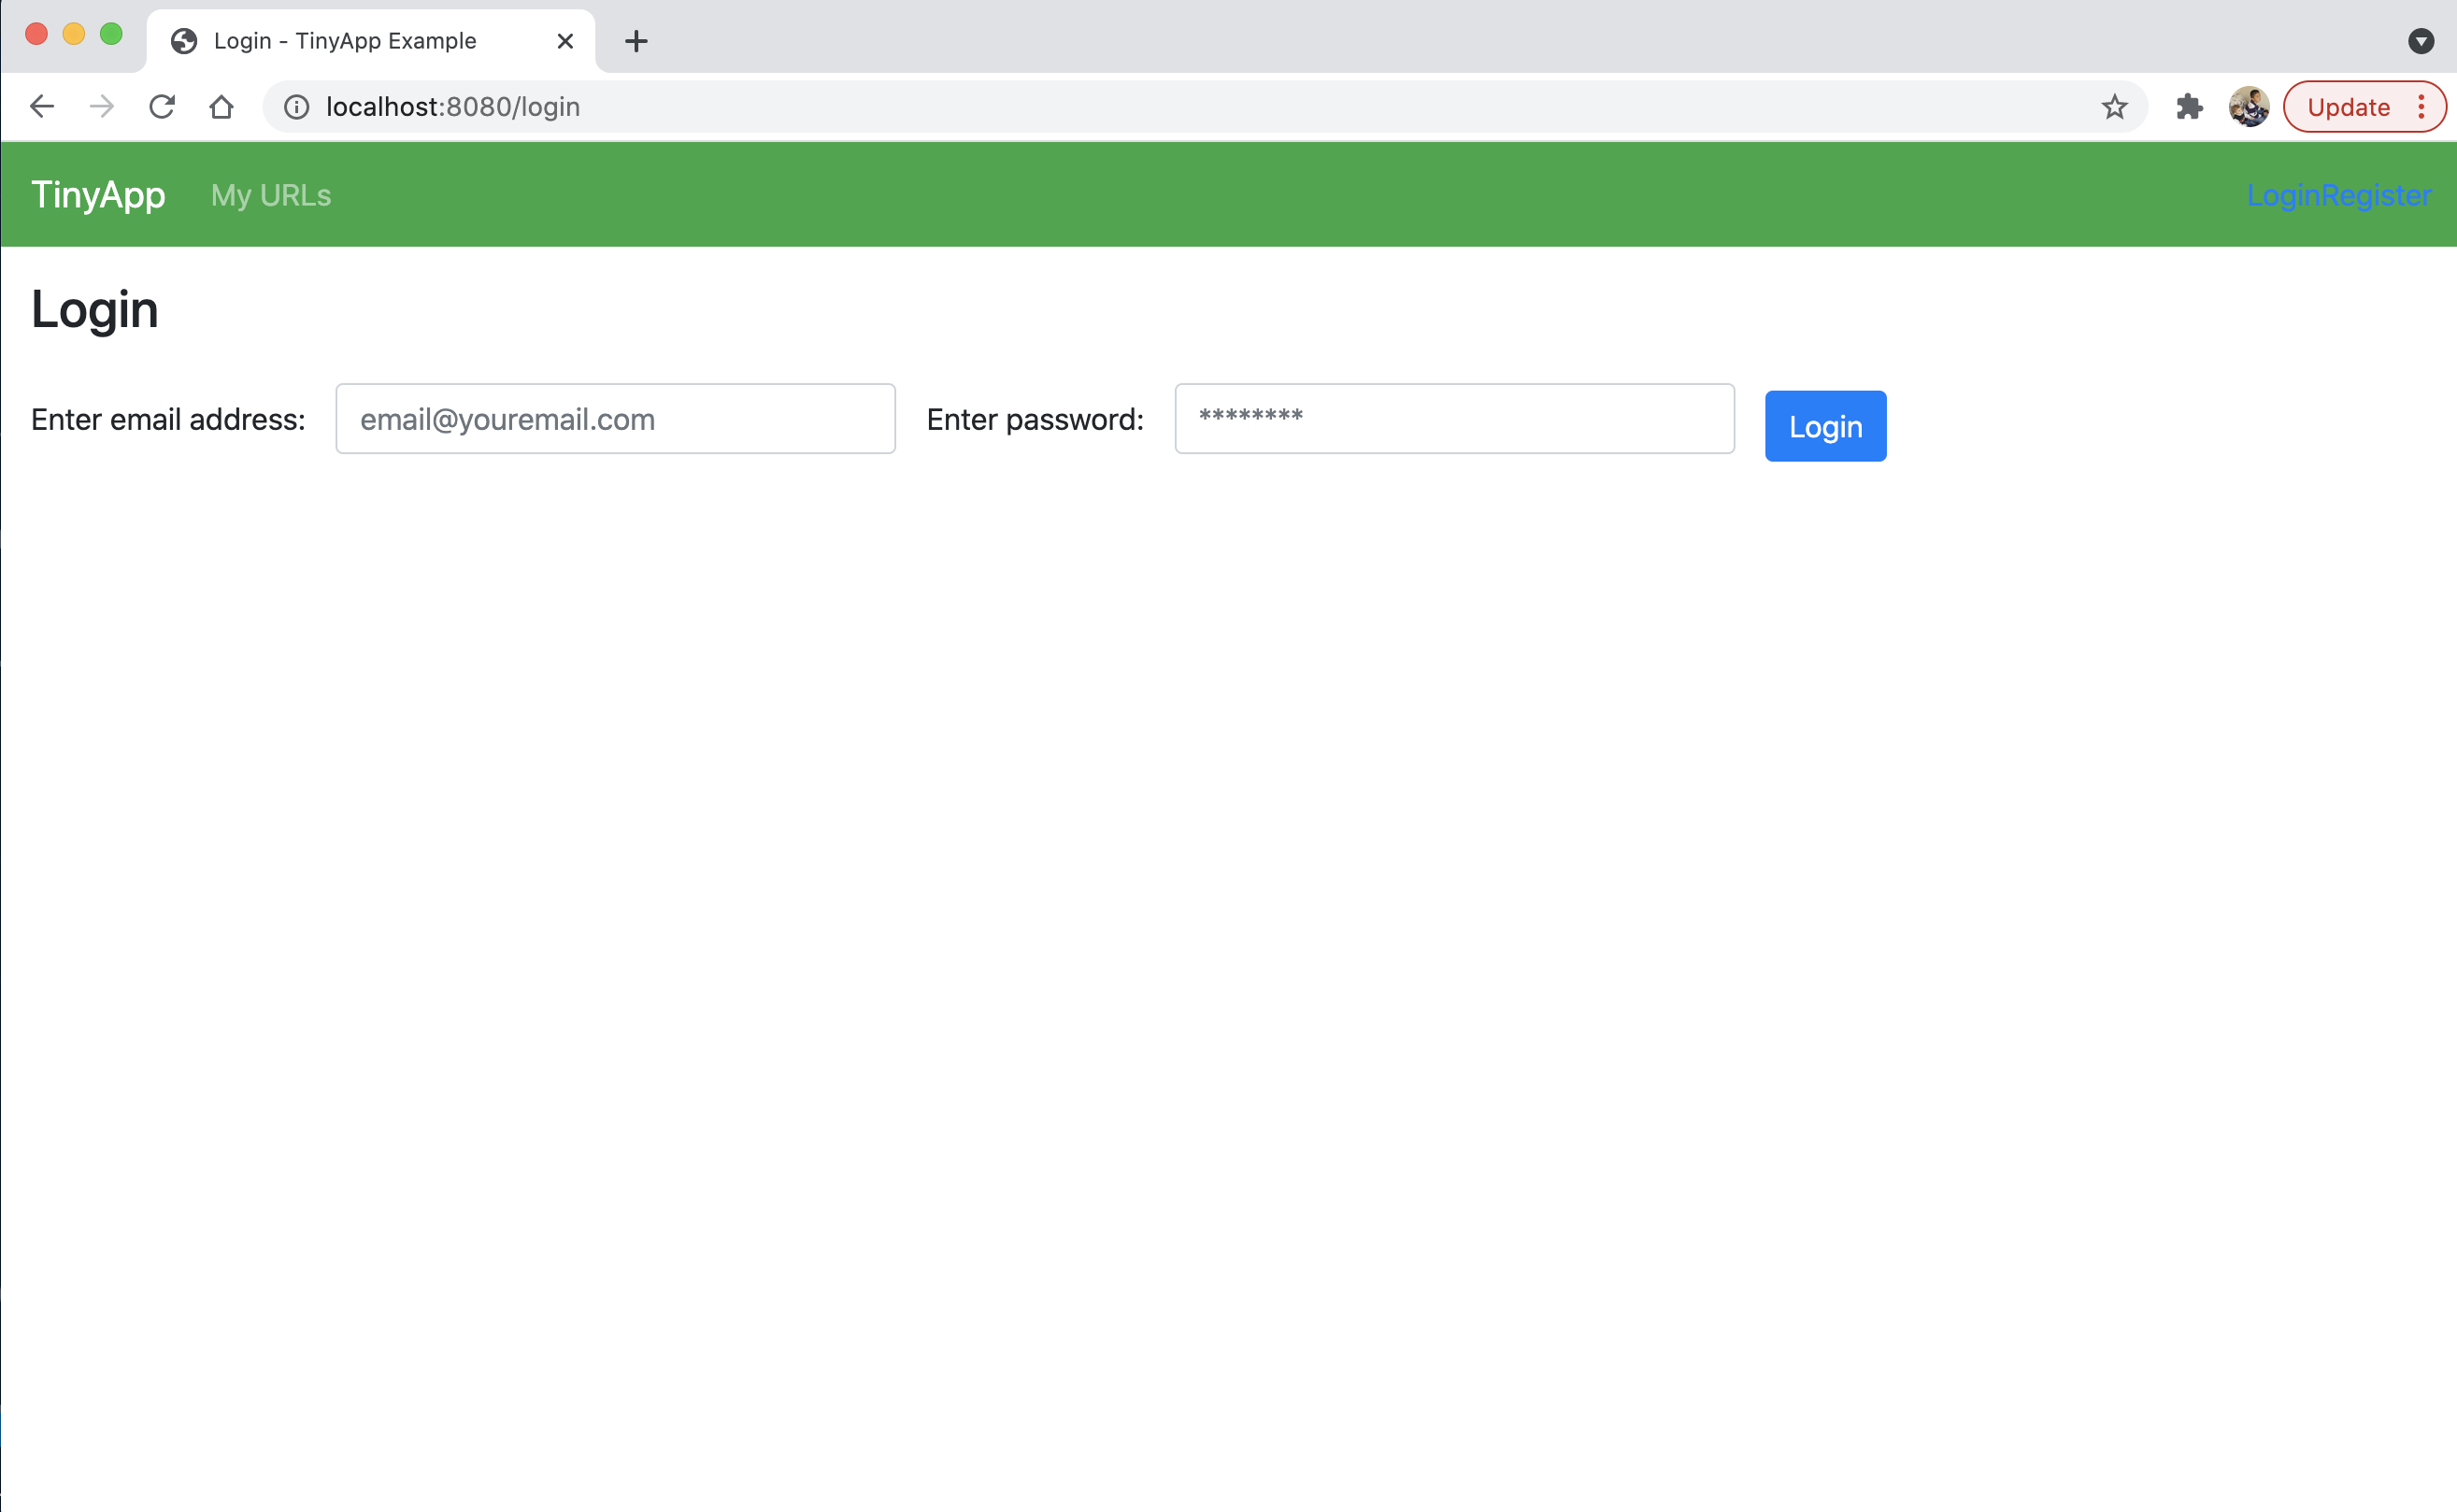 Login - TinyApp Example
localhost:8080/login
Update
TinyApp My URLs LoginRegister
Login
Enter email address: email@youremail.com Enter password: ******** Login